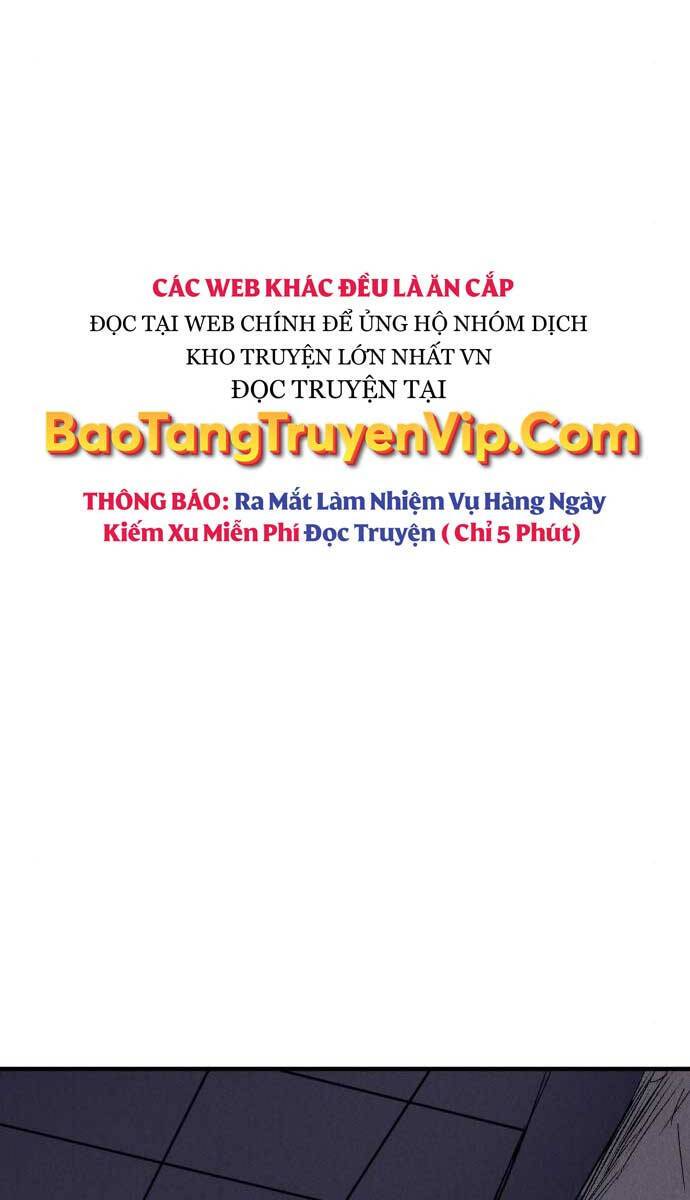 CÁC WEB KHÁC ĐỀU LÀ ĂN CẮP
ĐỌC TẠI WEB CHÍNH ĐỂ ỦNG HỘ NHÓM DỊCH
KHO TRUYỆN LỚN NHẤT VN
ĐỌC TRUYỆN TẠI
BaoTangTruyenVip.Com
THÔNG BÁO: Ra Mắt Làm Nhiệm Vụ Hàng Ngày
Kiếm Xu Miễn Phí Đọc Truyện ( Chỉ 5 Phút)